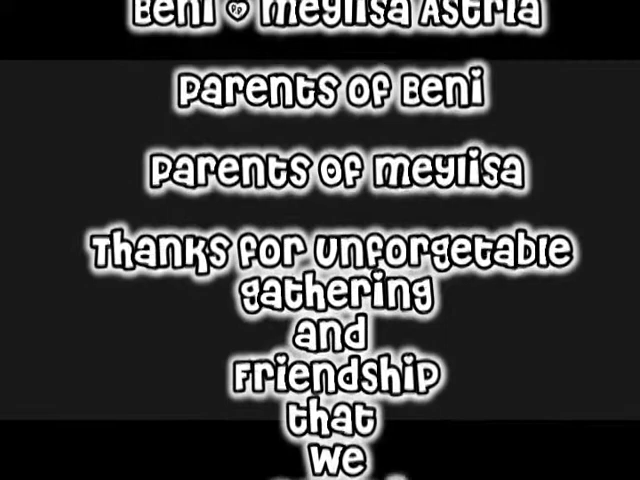 Beni & Meylisa Astria
Parents of Beni
Parents of Meylisa
Thanks for Unforgetable
gathering
and
Friendship
that
we